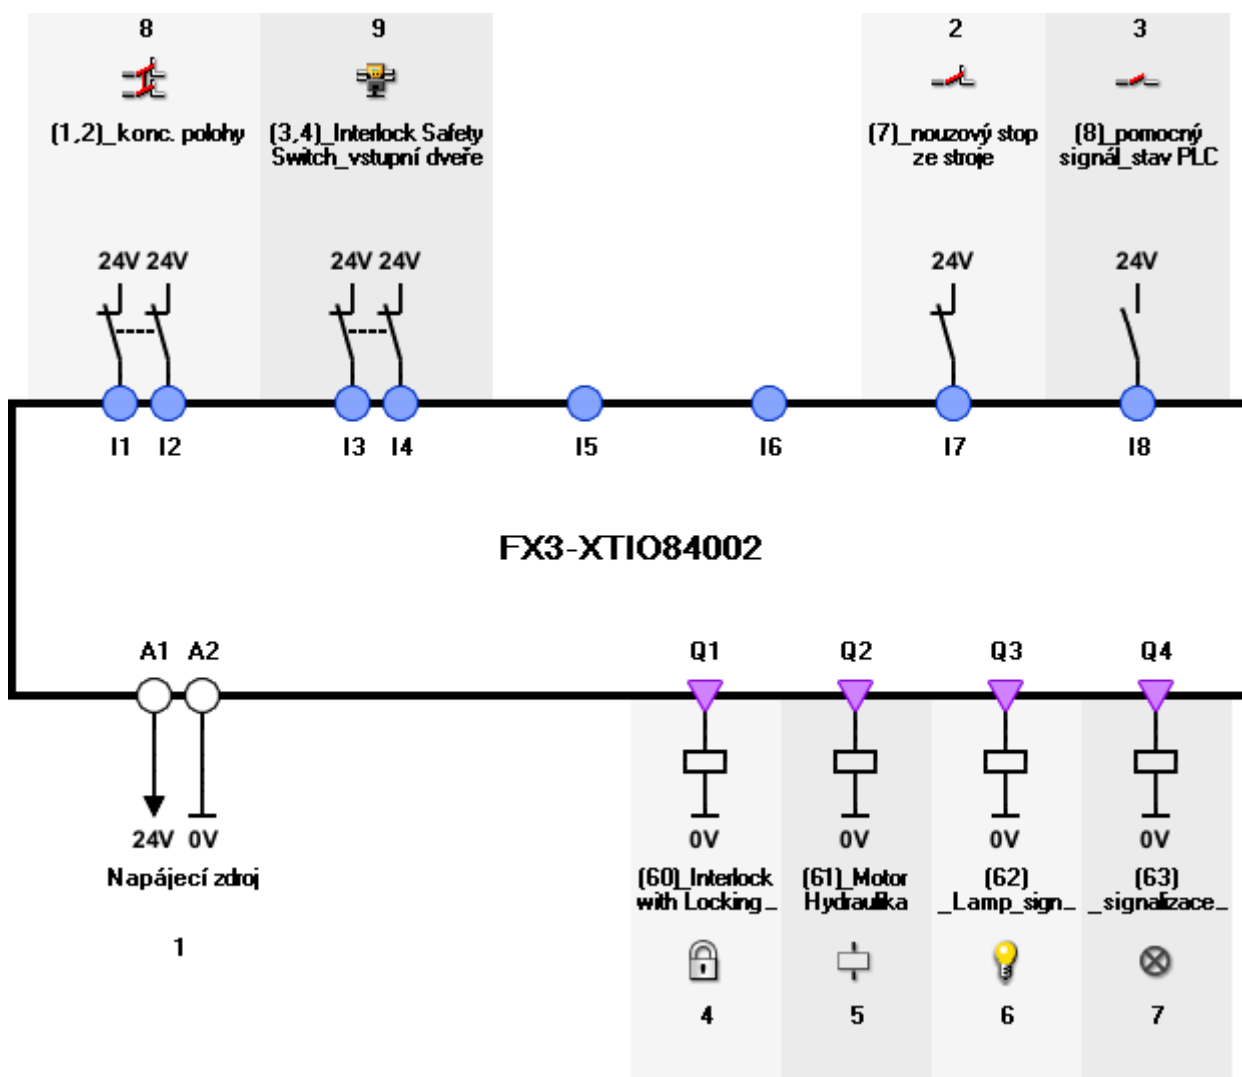 8 9 2 3
(1,2)_konc. polohy
(3,4)_Interlock Safety
Switch_vstupní dveře
(7)_nouzový stop
ze stroje
(8)_pomocný
signál_stav PLC
24V 24V 24V 24V 24V 24V
I1 I2 I3 I4 I5 I6 I7 I8
FX3-XTIO84002
A1 A2 Q1 Q2 Q3 Q4
24V 0V 0V 0V 0V 0V
Napájecí zdroj
1
(60)_Interlock
with Locking_
(61)_Motor
Hydraulika
(62)
_Lamp_sign_
(63)
_signalizace_
4 5 6 7